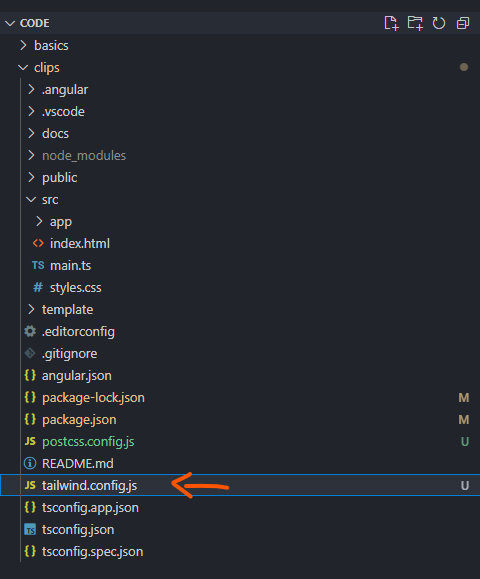 CODE
basics
clips
.angular
.vscode
docs
node_modules
public
src
app
<> index.html
TS main.ts
# styles.css
template
.editorconfig
.gitignore
{} angular.json
{} package-lock.json M
{} package.json M
JS postcss.config.js U
README.md
JS tailwind.config.js U
{} tsconfig.app.json
TS tsconfig.json
{} tsconfig.spec.json